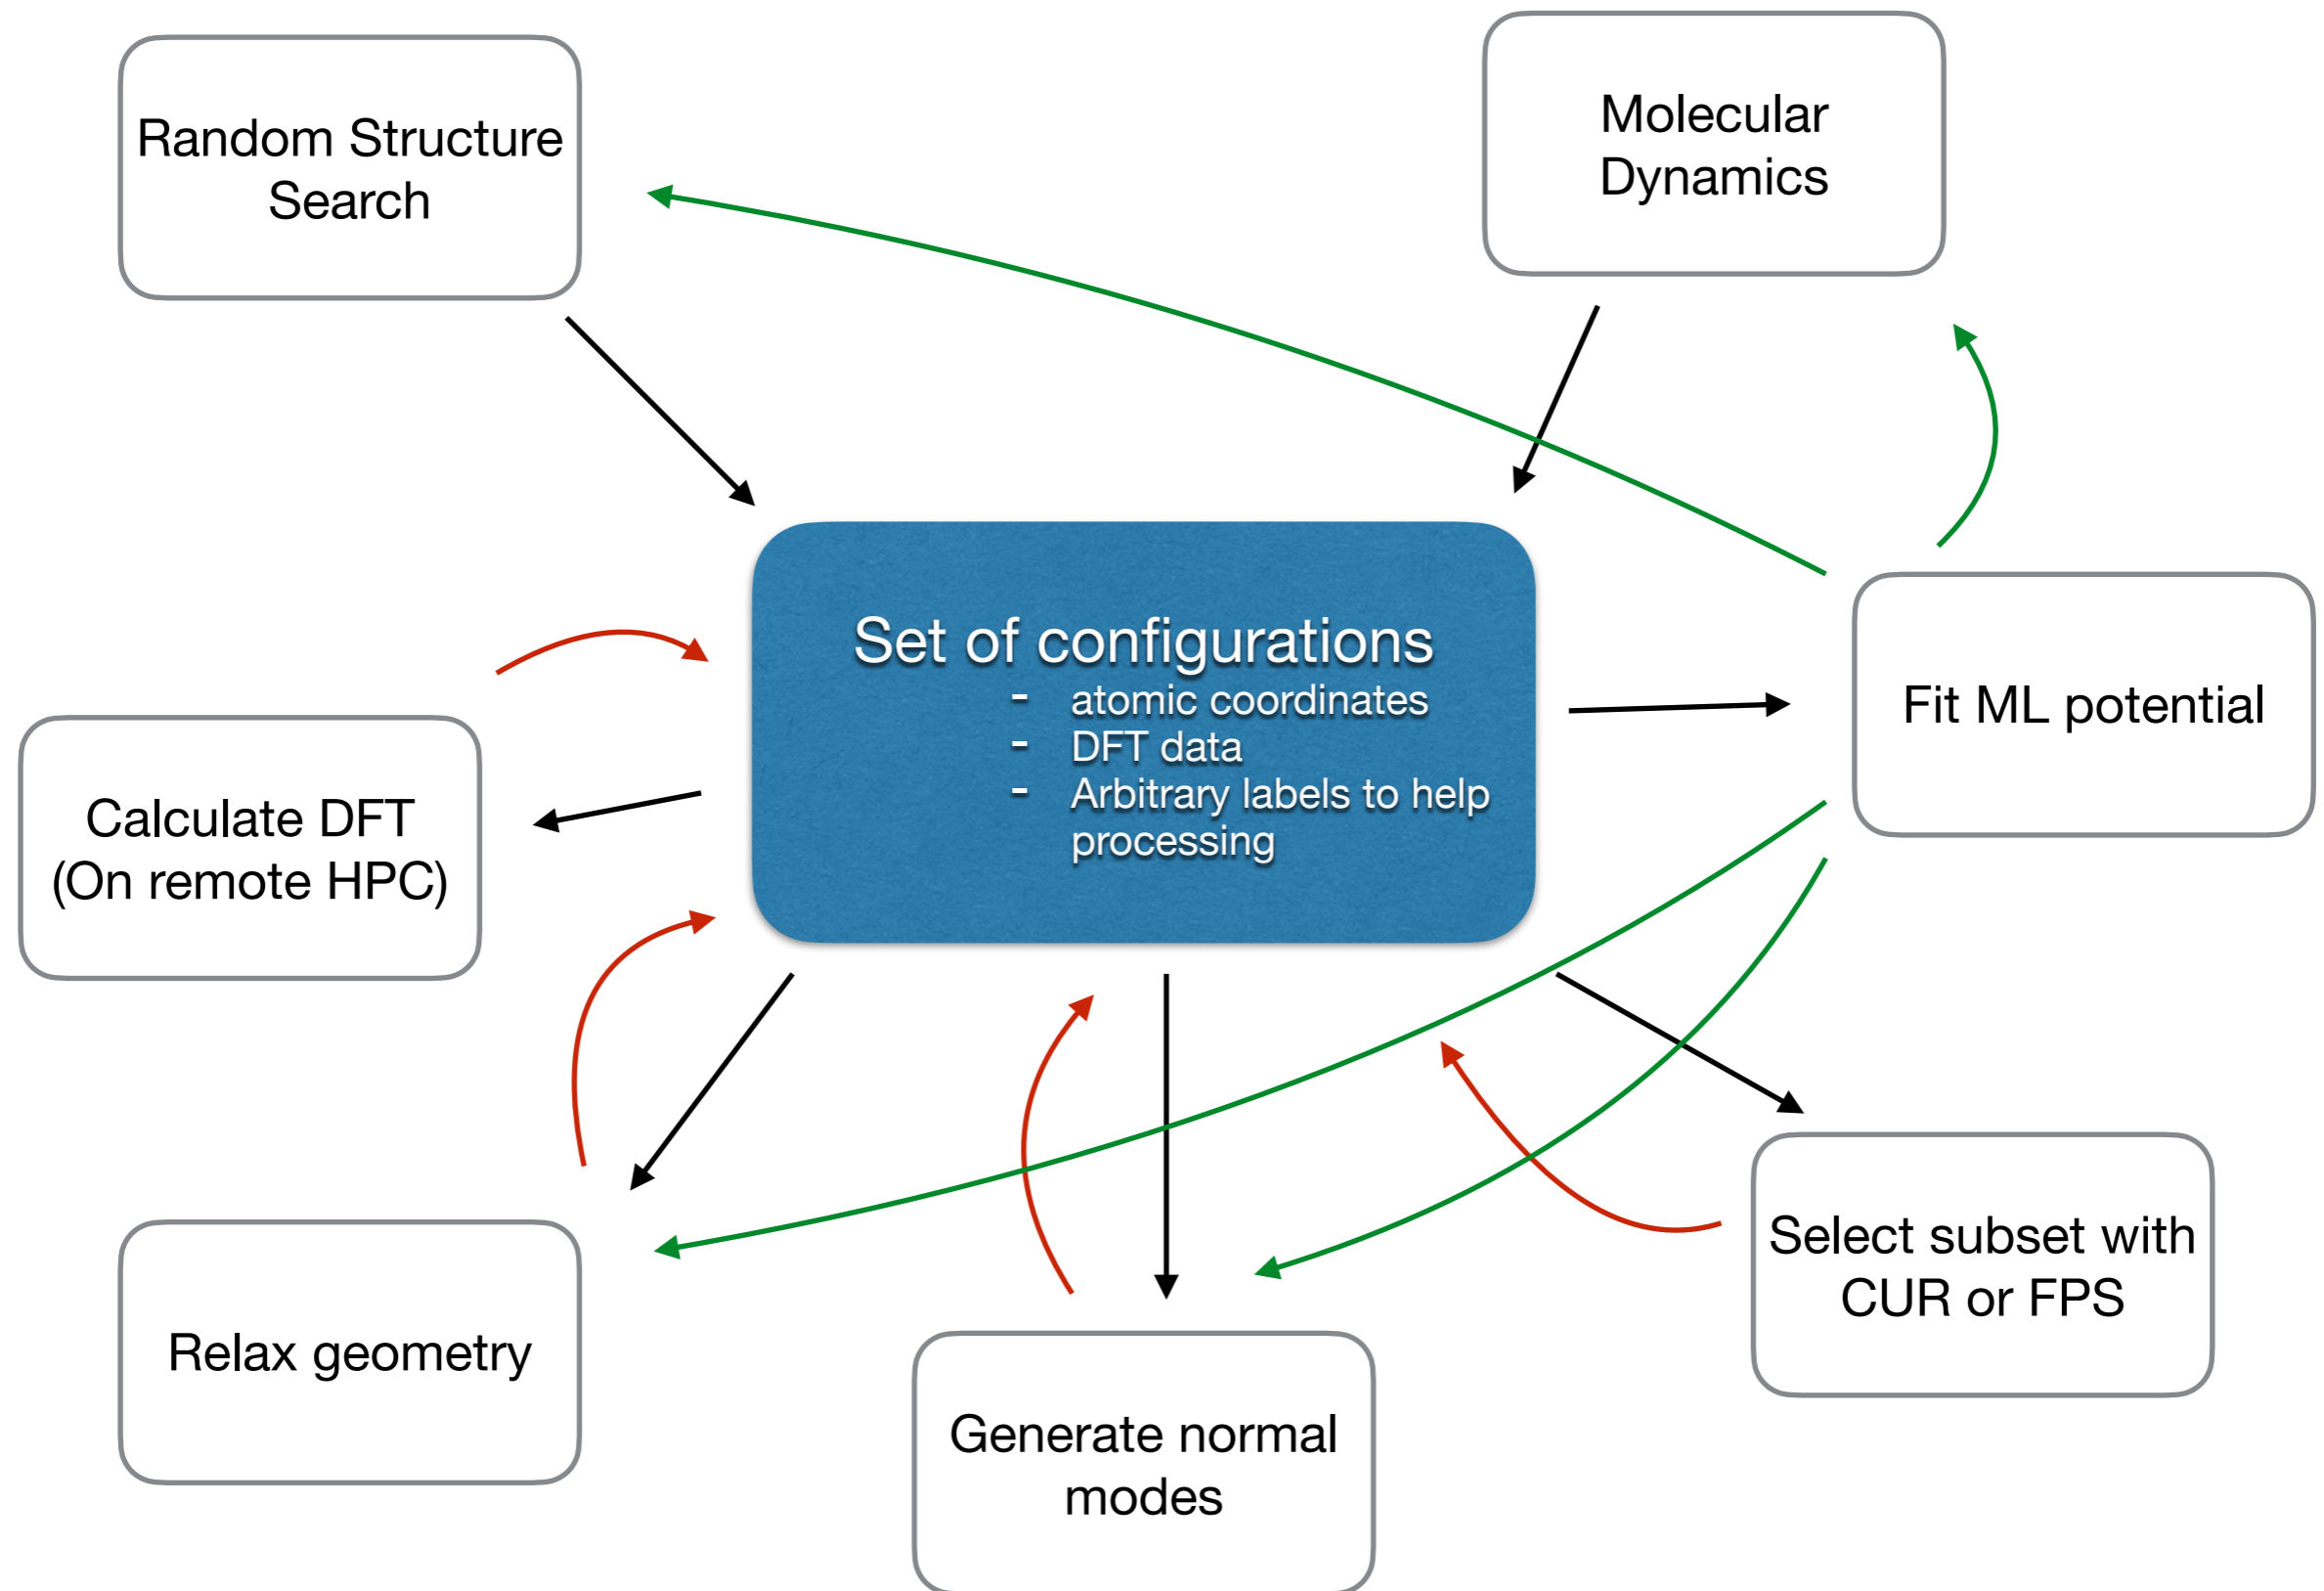 Random Structure
Search
Molecular
Dynamics
Set of configurations
- atomic coordinates
- DFT data
- Arbitrary labels to help
processing
Fit ML potential
Calculate DFT
(On remote HPC)
Select subset with
CUR or FPS
Relax geometry
Generate normal
modes